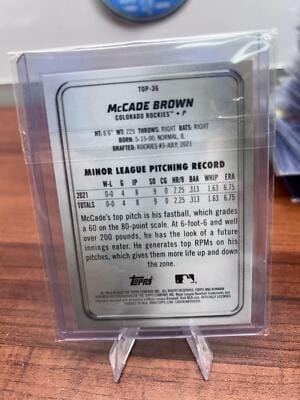 TOP-36
McCADE BROWN
COLORADO ROCKIES™ • P
HT: 6'6" WT: 225 THROWS: RIGHT BATS: RIGHT
BORN: 5-15-00, NORMAL, IL
DRAFTED: ROCKIES #3-JULY, 2021
MINOR LEAGUE PITCHING RECORD
W-L G IP SO CG HR/9 BAA WHIP ERA
2021 0-0 4 8 9 0 2.25 .313 1.63 6.75
TOTALS 0-0 4 8 9 0 2.25 .313 1.63 6.75
McCade's top pitch is his fastball, which grades
a 60 on the 80-point scale. At 6-foot-6 and well
over 200 pounds, he has the look of a future
innings eater. He generates top RPMs on his
pitches, which gives them more life up and down
the zone.
Topps